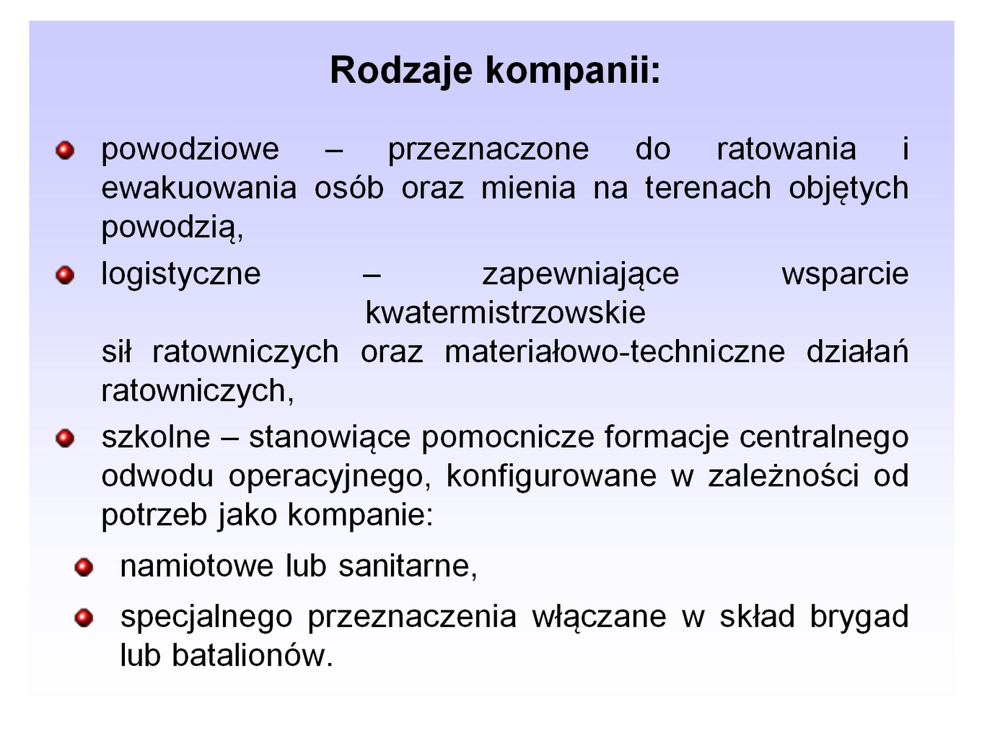 Rodzaje kompanii:
powodziowe – przeznaczone do ratowania i
ewakuowania osób oraz mienia na terenach objętych
powodzią,
logistyczne – zapewniające wsparcie
kwatermistrzowskie
sił ratowniczych oraz materiałowo-techniczne działań
ratowniczych,
szkolne – stanowiące pomocnicze formacje centralnego
odwodu operacyjnego, konfigurowane w zależności od
potrzeb jako kompanie:
namiotowe lub sanitarne,
specjalnego przeznaczenia włączane w skład brygad
lub batalionów.